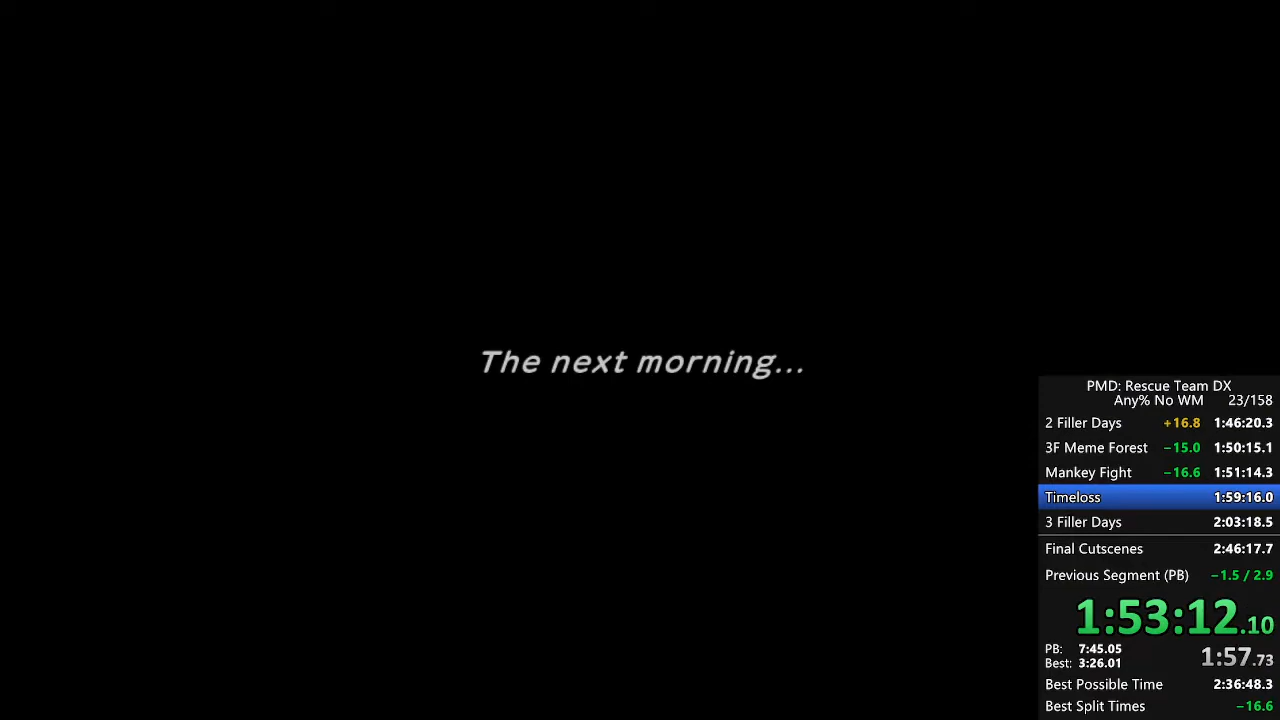 The next morning...
PMD: Rescue Team DX
Any% No WM 23/158
2 Filler Days +16.8 1:46:20.3
3F Meme Forest −15.0 1:50:15.1
Mankey Fight −16.6 1:51:14.3
Timeloss 1:59:16.0
3 Filler Days 2:03:18.5
Final Cutscenes 2:46:17.7
Previous Segment (PB) −1.5 / 2.9
1:53:12.10
PB: 7:45.05
Best: 3:26.01
1:57.73
Best Possible Time 2:36:48.3
Best Split Times −16.6